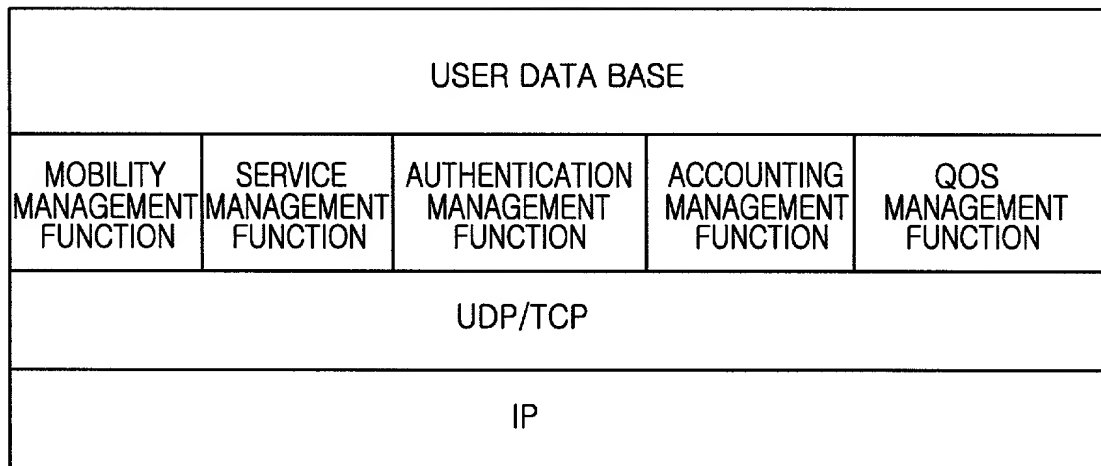 USER DATA BASE
MOBILITY
MANAGEMENT
FUNCTION
SERVICE
MANAGEMENT
FUNCTION
AUTHENTICATION
MANAGEMENT
FUNCTION
ACCOUNTING
MANAGEMENT
FUNCTION
QOS
MANAGEMENT
FUNCTION
UDP/TCP
IP